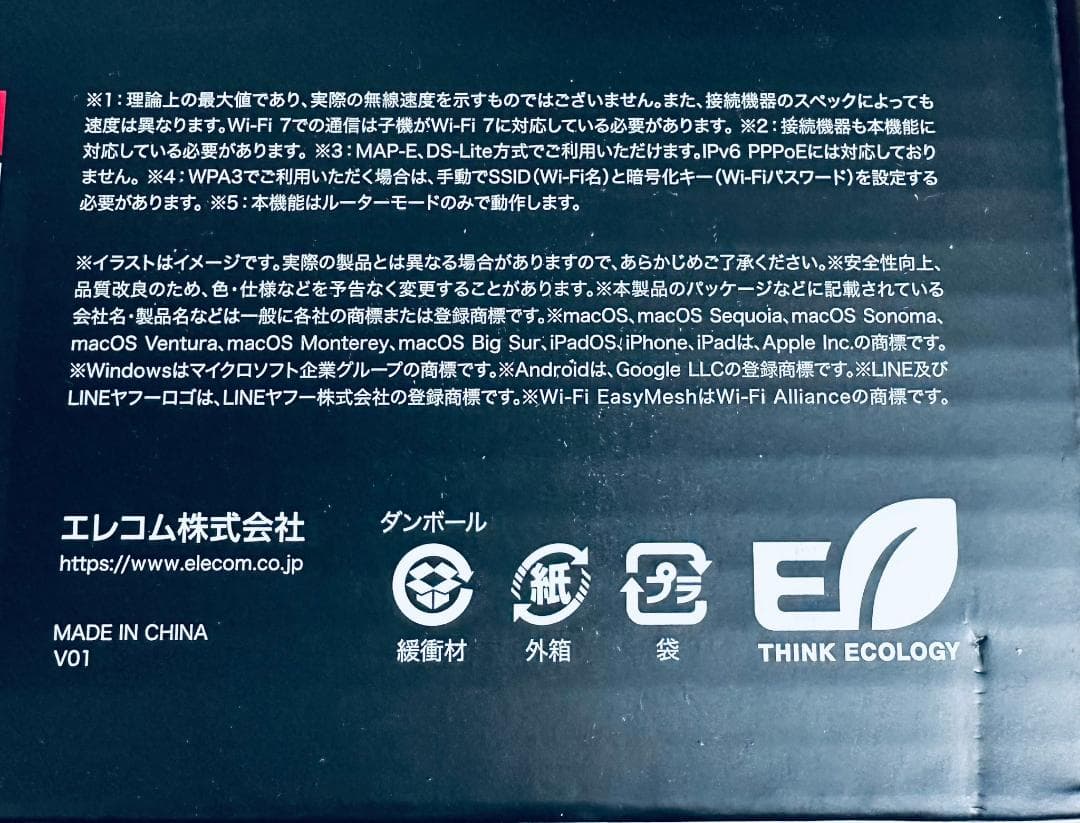 ※1：理論上の最大値であり、実際の無線速度を示すものではございません。また、接続機器のスペックによっても
速度は異なります。Wi-Fi 7での通信は子機がWi-Fi 7に対応している必要があります。 ※2：接続機器も本機能に
対応している必要があります。 ※3：MAP-E、DS-Lite方式でご利用いただけます。IPv6 PPPoEには対応しており
ません。 ※4：WPA3でご利用いただく場合は、手動でSSID（Wi-Fi名）と暗号化キー（Wi-Fiパスワード）を設定する
必要があります。 ※5：本機能はルーターモードのみで動作します。
※イラストはイメージです。実際の製品とは異なる場合がありますので、あらかじめご了承ください。※安全性向上、
品質改良のため、色・仕様などを予告なく変更することがあります。※本製品のパッケージなどに記載されている
会社名・製品名などは一般に各社の商標または登録商標です。※macOS、macOS Sequoia、macOS Sonoma、
macOS Ventura、macOS Monterey、macOS Big Sur、iPadOS、iPhone、iPadは、Apple Inc.の商標です。
※Windowsはマイクロソフト企業グループの商標です。※Androidは、Google LLCの登録商標です。※LINE及び
LINEヤフーロゴは、LINEヤフー株式会社の登録商標です。※Wi-Fi EasyMeshはWi-Fi Allianceの商標です。
エレコム株式会社
https://www.elecom.co.jp
MADE IN CHINA
V01
ダンボール
緩衝材
紙
外箱
プラ
袋
THINK ECOLOGY